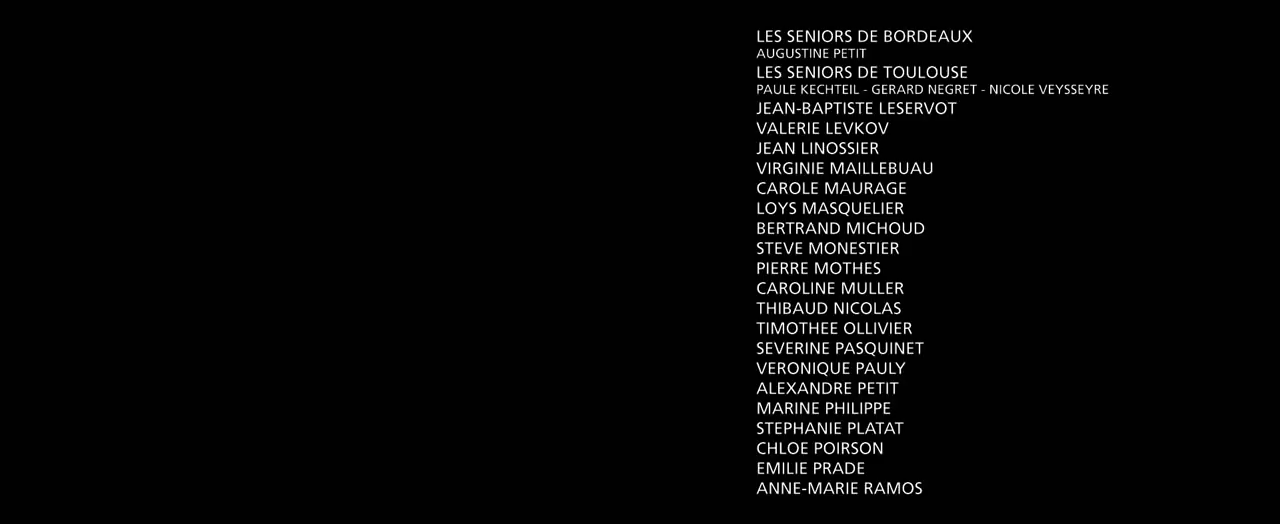 LES SENIORS DE BORDEAUX
AUGUSTINE PETIT
LES SENIORS DE TOULOUSE
PAULE KECHTEIL - GERARD NEGRET - NICOLE VEYSSEYRE
JEAN-BAPTISTE LESERVOT
VALERIE LEVKOV
JEAN LINOSSIER
VIRGINIE MAILLEBUAU
CAROLE MAURAGE
LOYS MASQUELIER
BERTRAND MICHOUD
STEVE MONESTIER
PIERRE MOTHES
CAROLINE MULLER
THIBAUD NICOLAS
TIMOTHEE OLLIVIER
SEVERINE PASQUINET
VERONIQUE PAULY
ALEXANDRE PETIT
MARINE PHILIPPE
STEPHANIE PLATAT
CHLOE POIRSON
EMILIE PRADE
ANNE-MARIE RAMOS